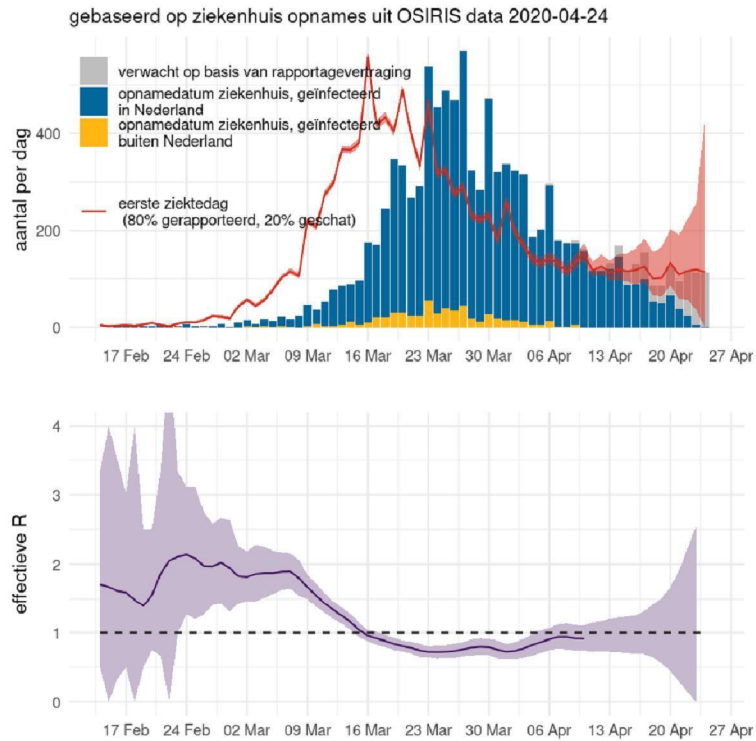 gebaseerd op ziekenhuis opnames uit OSIRIS data 2020-04-24
verwacht op basis van rapportagevertraging
opnamedatum ziekenhuis, geïnfecteerd
in Nederland
opnamedatum ziekenhuis, geïnfecteerd
buiten Nederland
eerste ziektedag
(80% gerapporteerd, 20% geschat)
aantal per dag
400
200
0
17 Feb 24 Feb 02 Mar 09 Mar 16 Mar 23 Mar 30 Mar 06 Apr 13 Apr 20 Apr 27 Apr
effectieve R
4
3
2
1
0
17 Feb 24 Feb 02 Mar 09 Mar 16 Mar 23 Mar 30 Mar 06 Apr 13 Apr 20 Apr 27 Apr